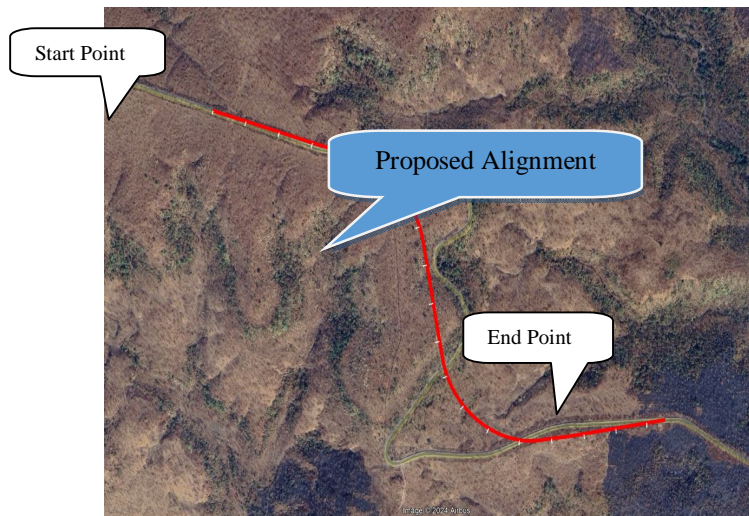 Start Point
Proposed Alignment
End Point
Image © 2024 Airbus